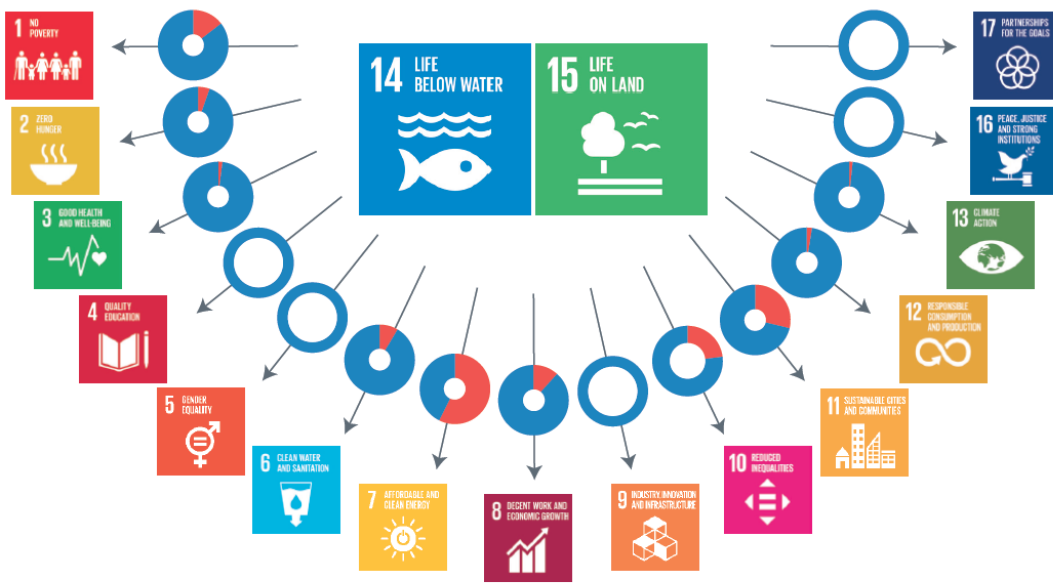 1 NO
POVERTY
2 ZERO
HUNGER
3 GOOD HEALTH
AND WELL-BEING
4 QUALITY
EDUCATION
5 GENDER
EQUALITY
6 CLEAN WATER
AND SANITATION
7 AFFORDABLE AND
CLEAN ENERGY
8 DECENT WORK AND
ECONOMIC GROWTH
9 INDUSTRY, INNOVATION
AND INFRASTRUCTURE
10 REDUCED
INEQUALITIES
11 SUSTAINABLE CITIES
AND COMMUNITIES
12 RESPONSIBLE
CONSUMPTION
AND PRODUCTION
13 CLIMATE
ACTION
14 LIFE
BELOW WATER
15 LIFE
ON LAND
16 PEACE, JUSTICE
AND STRONG
INSTITUTIONS
17 PARTNERSHIPS
FOR THE GOALS